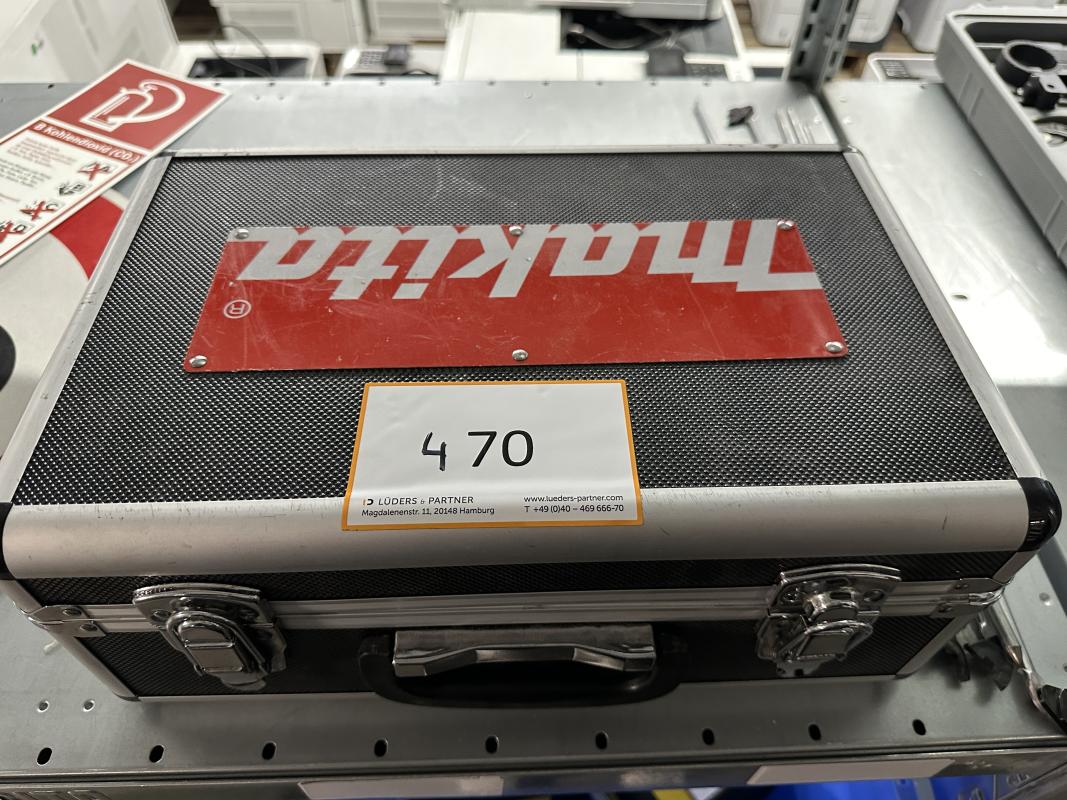 B Kohlendioxid (CO₂)
makita
®
470
LÜDERS & PARTNER
Magdalenenstr. 11, 20148 Hamburg
www.lueders-partner.com
T +49 (0)40 – 469 666-70